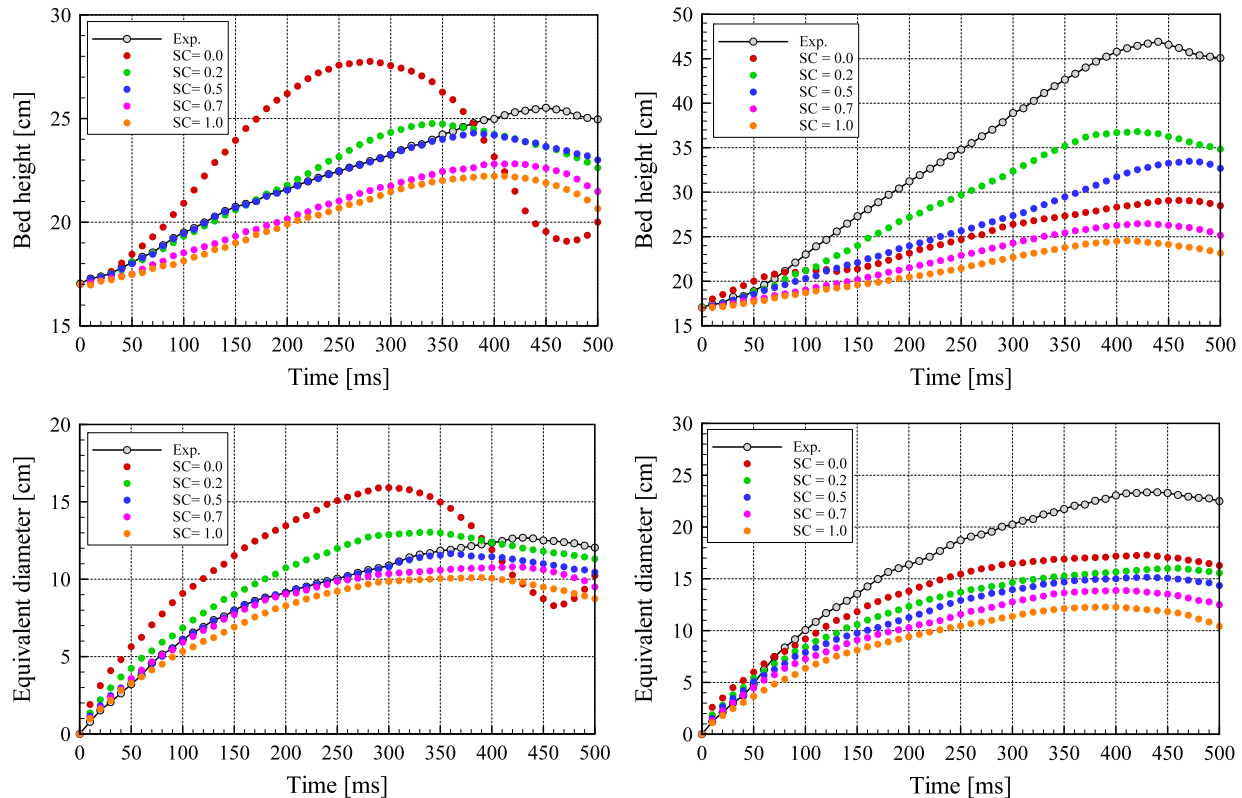 30
25
20
15
Bed height [cm]
Exp.
SC= 0.0
SC= 0.2
SC= 0.5
SC= 0.7
SC= 1.0
0 50 100 150 200 250 300 350 400 450 500
Time [ms]
50
45
40
35
30
25
20
15
Bed height [cm]
Exp.
SC = 0.0
SC = 0.2
SC = 0.5
SC = 0.7
SC = 1.0
0 50 100 150 200 250 300 350 400 450 500
Time [ms]
20
15
10
5
0
Equivalent diameter [cm]
Exp.
SC= 0.0
SC= 0.2
SC= 0.5
SC= 0.7
SC= 1.0
0 50 100 150 200 250 300 350 400 450 500
Time [ms]
30
25
20
15
10
5
0
Equivalent diameter [cm]
Exp.
SC = 0.0
SC = 0.2
SC = 0.5
SC = 0.7
SC = 1.0
0 50 100 150 200 250 300 350 400 450 500
Time [ms]